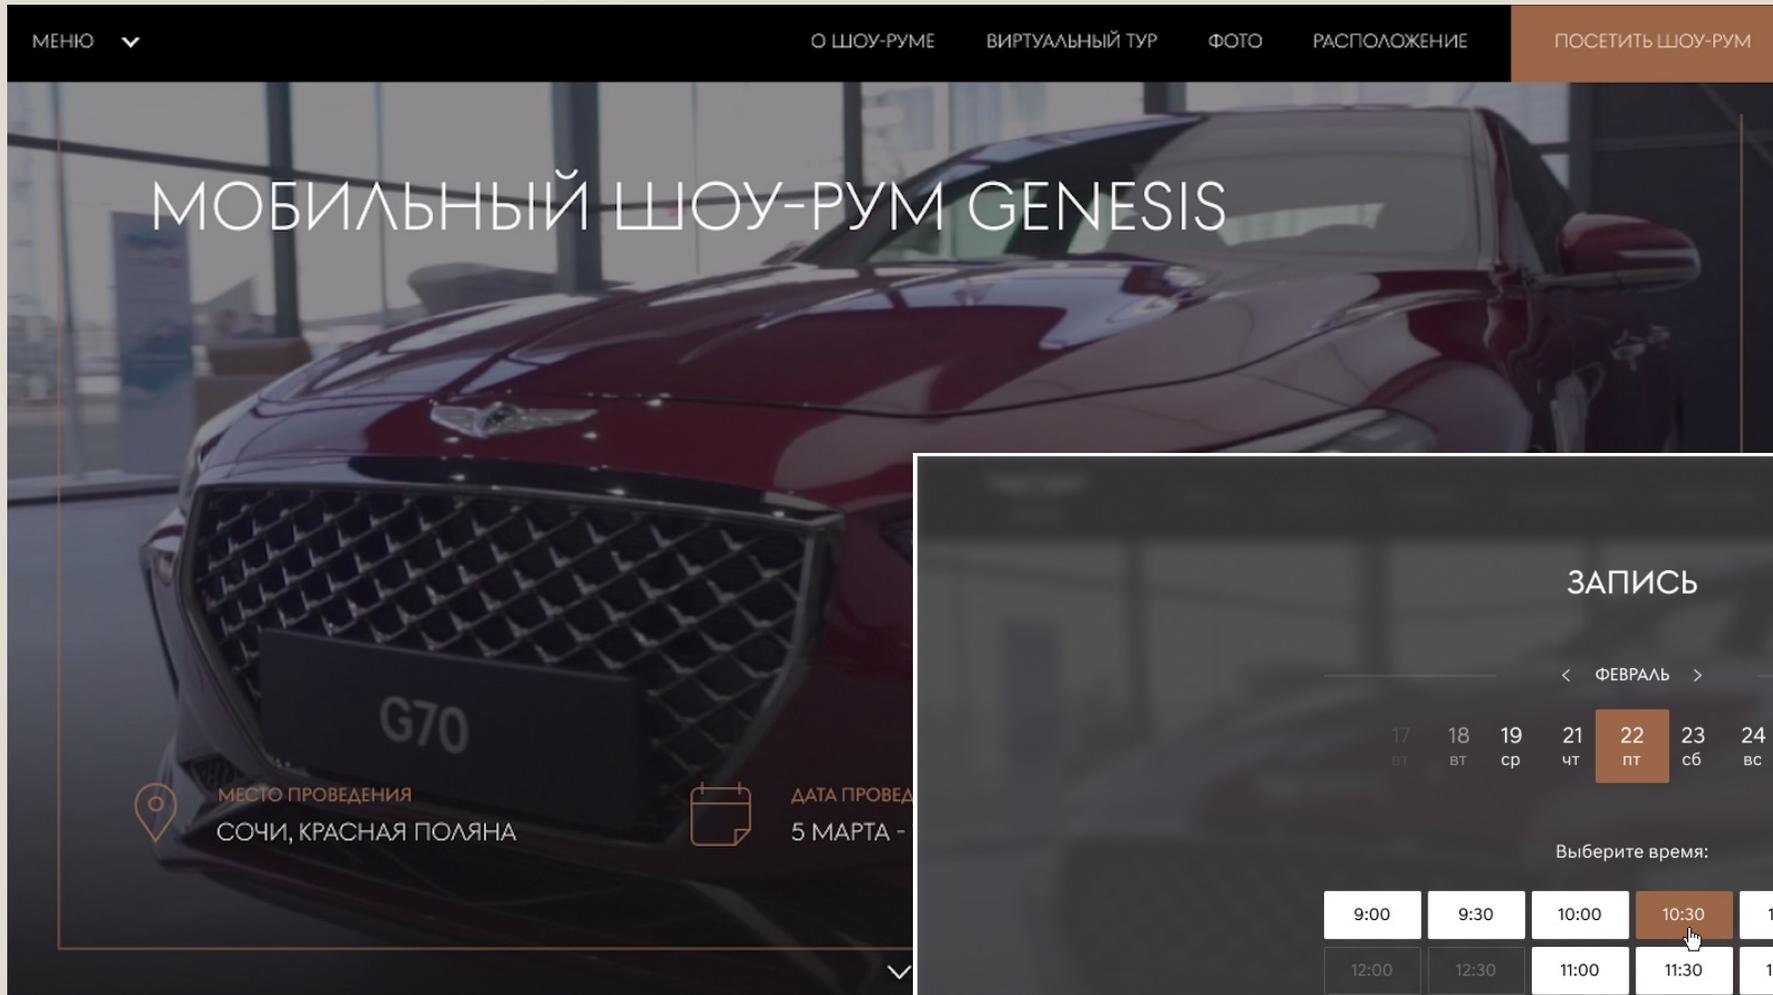 МЕНЮ
О ШОУ-РУМЕ
ВИРТУАЛЬНЫЙ ТУР
ФОТО
РАСПОЛОЖЕНИЕ
ПОСЕТИТЬ ШОУ-РУМ
МОБИЛЬНЫЙ ШОУ-РУМ GENESIS
G70
МЕСТО ПРОВЕДЕНИЯ
СОЧИ, КРАСНАЯ ПОЛЯНА
ДАТА
5 МАРТА -
ЗАПИСЬ
< ФЕВРАЛЬ >
17 18 19 21 22 23 24
вт вт ср чт пт сб вс
Выберите время:
9:00 9:30 10:00 10:30
12:00 12:30 11:00 11:30